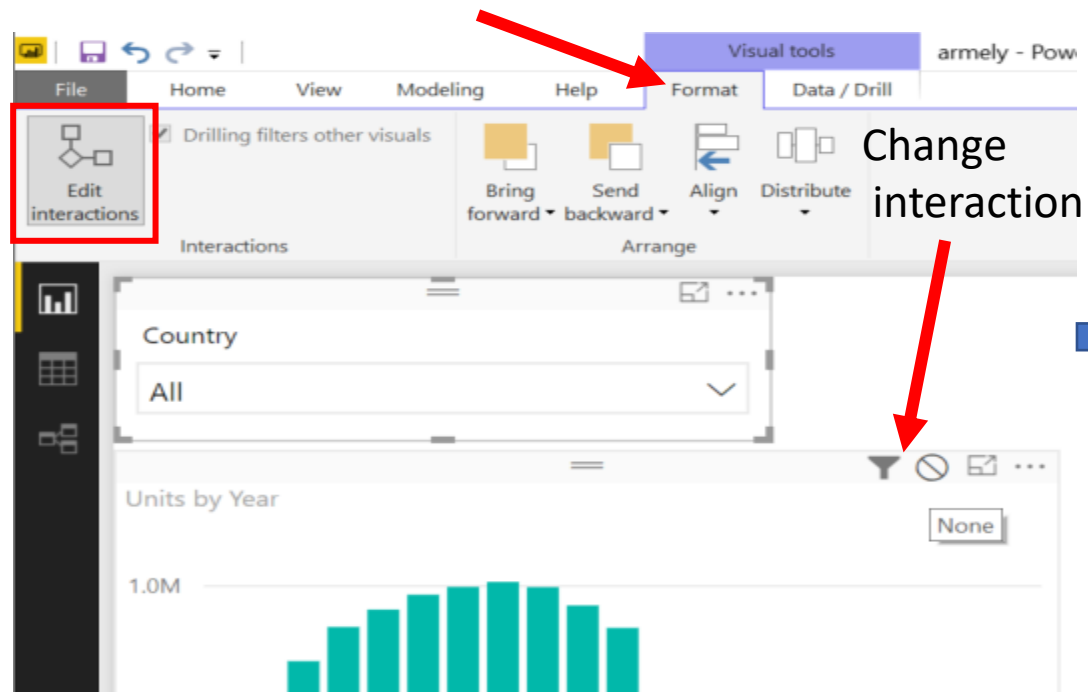 Visual tools
armely - Pow
File Home View Modeling Help Format Data / Drill
Drilling filters other visuals
Edit
interactions
Bring
forward
Send
backward
Align
Distribute
Interactions
Arrange
Change
interaction
Country
All
Units by Year
None
1.0M